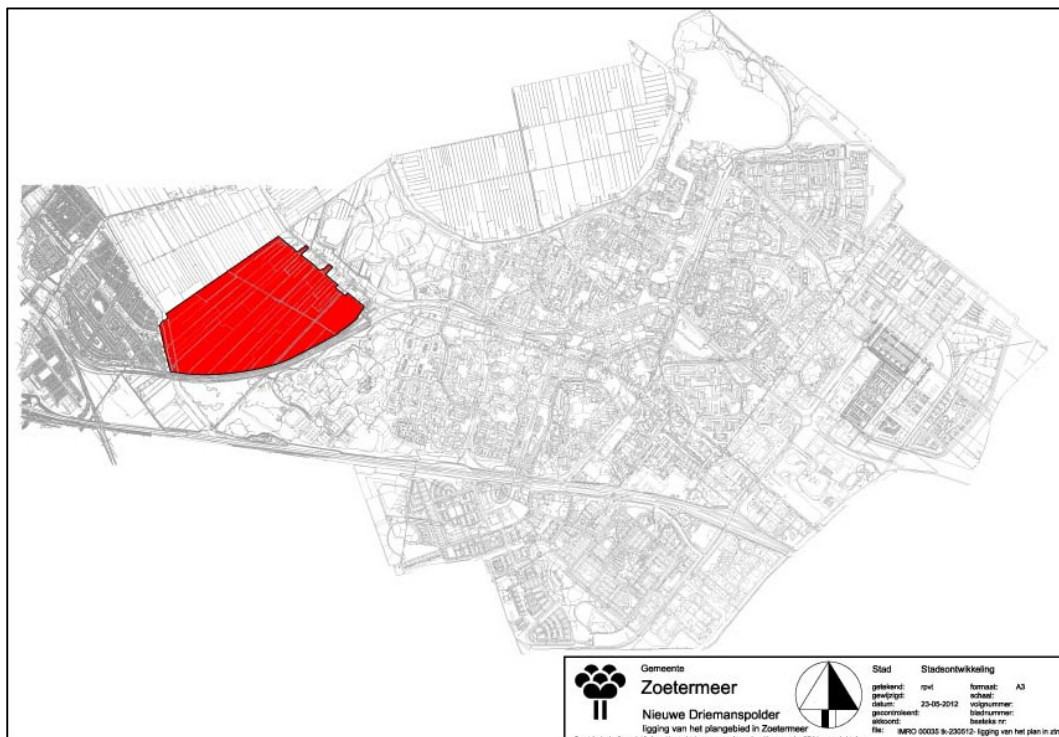 Gemeente
Zoetermeer
Nieuwe Driemanspolder
ligging van het plangebied in Zoetermeer
Stad Stadsontwikkeling
getekend: rpvt formaat: A3
gewijzigd: schaal:
datum: 23-05-2012 volgnummer:
gecontroleerd: bladnummer:
akkoord: besteks nr:
file: IMRO 00035 tk-230512- ligging van het plan in